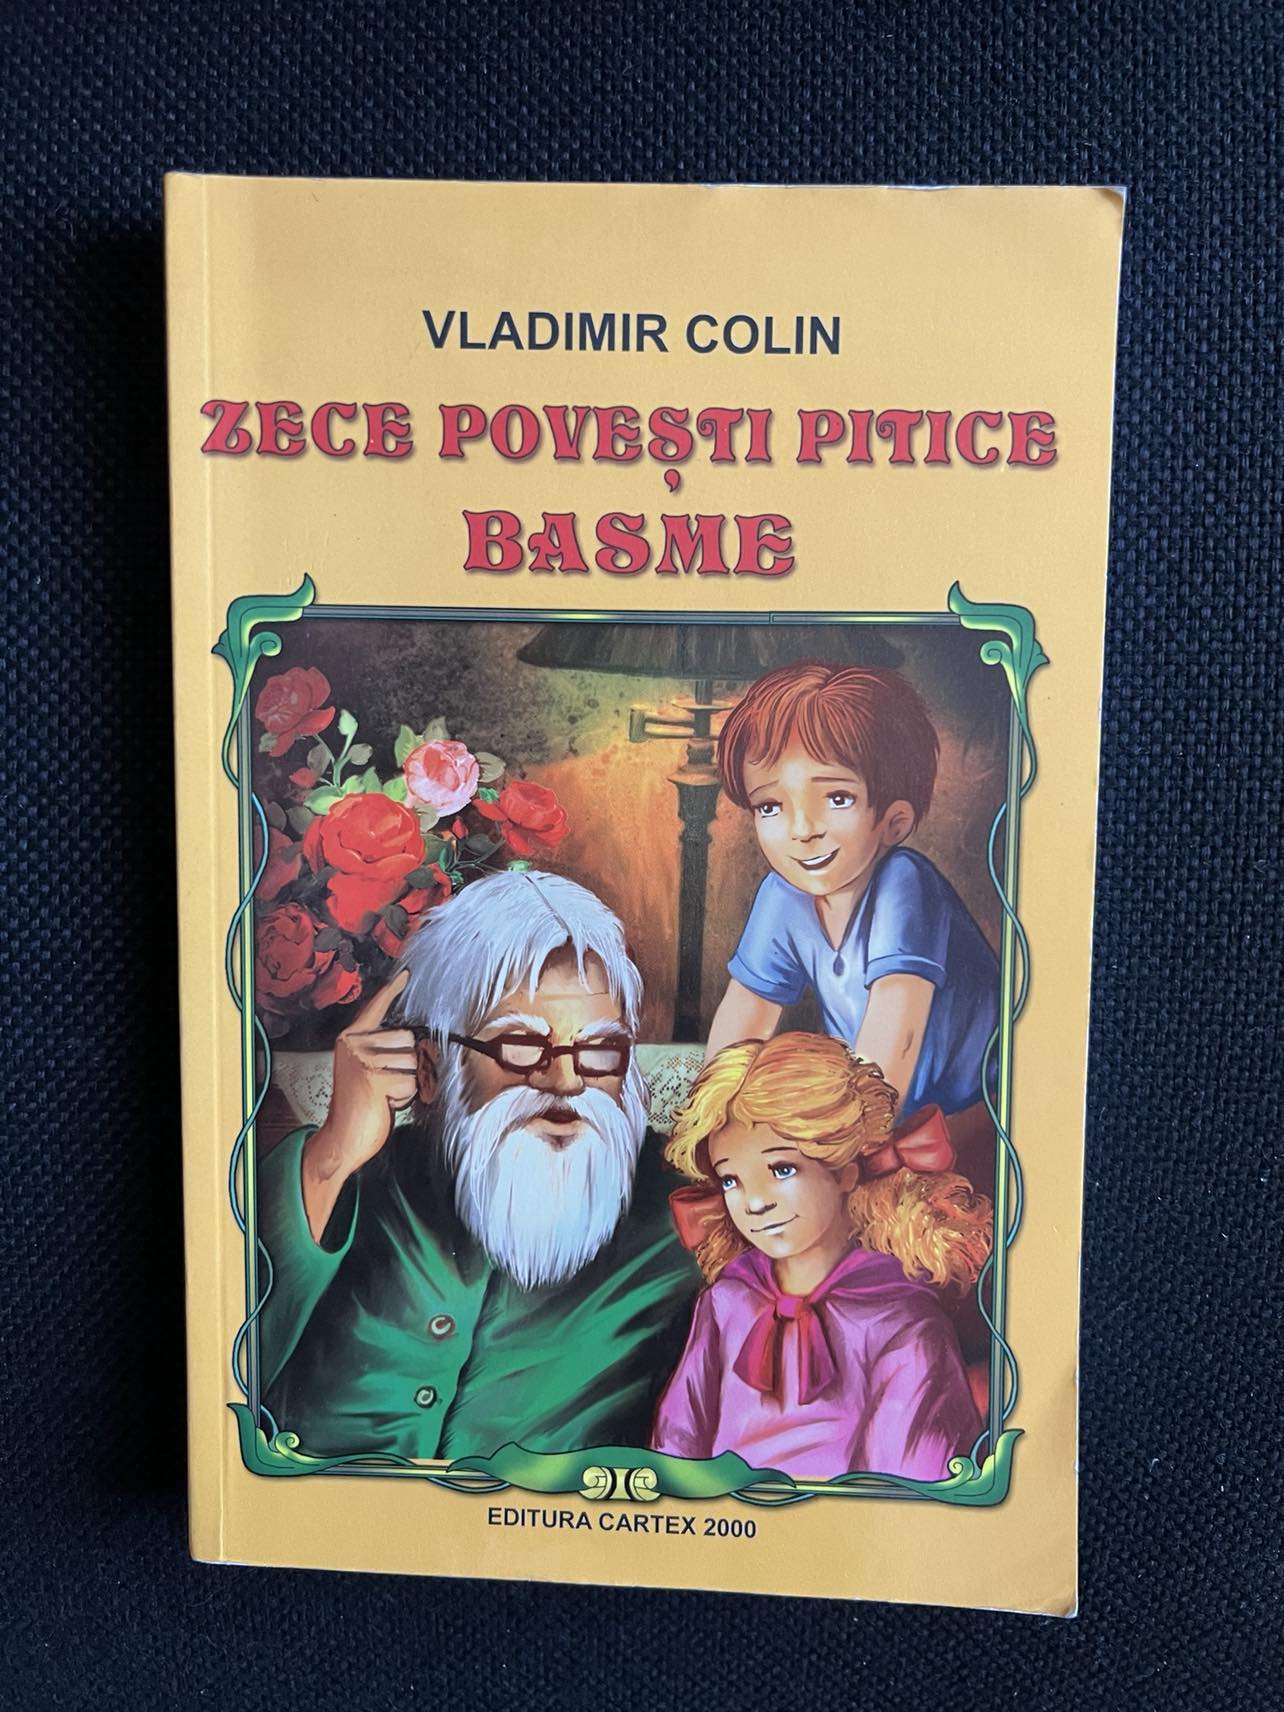 VLADIMIR COLIN
ZECE POVEȘTI PITICE
BASME
EDITURA CARTEX 2000